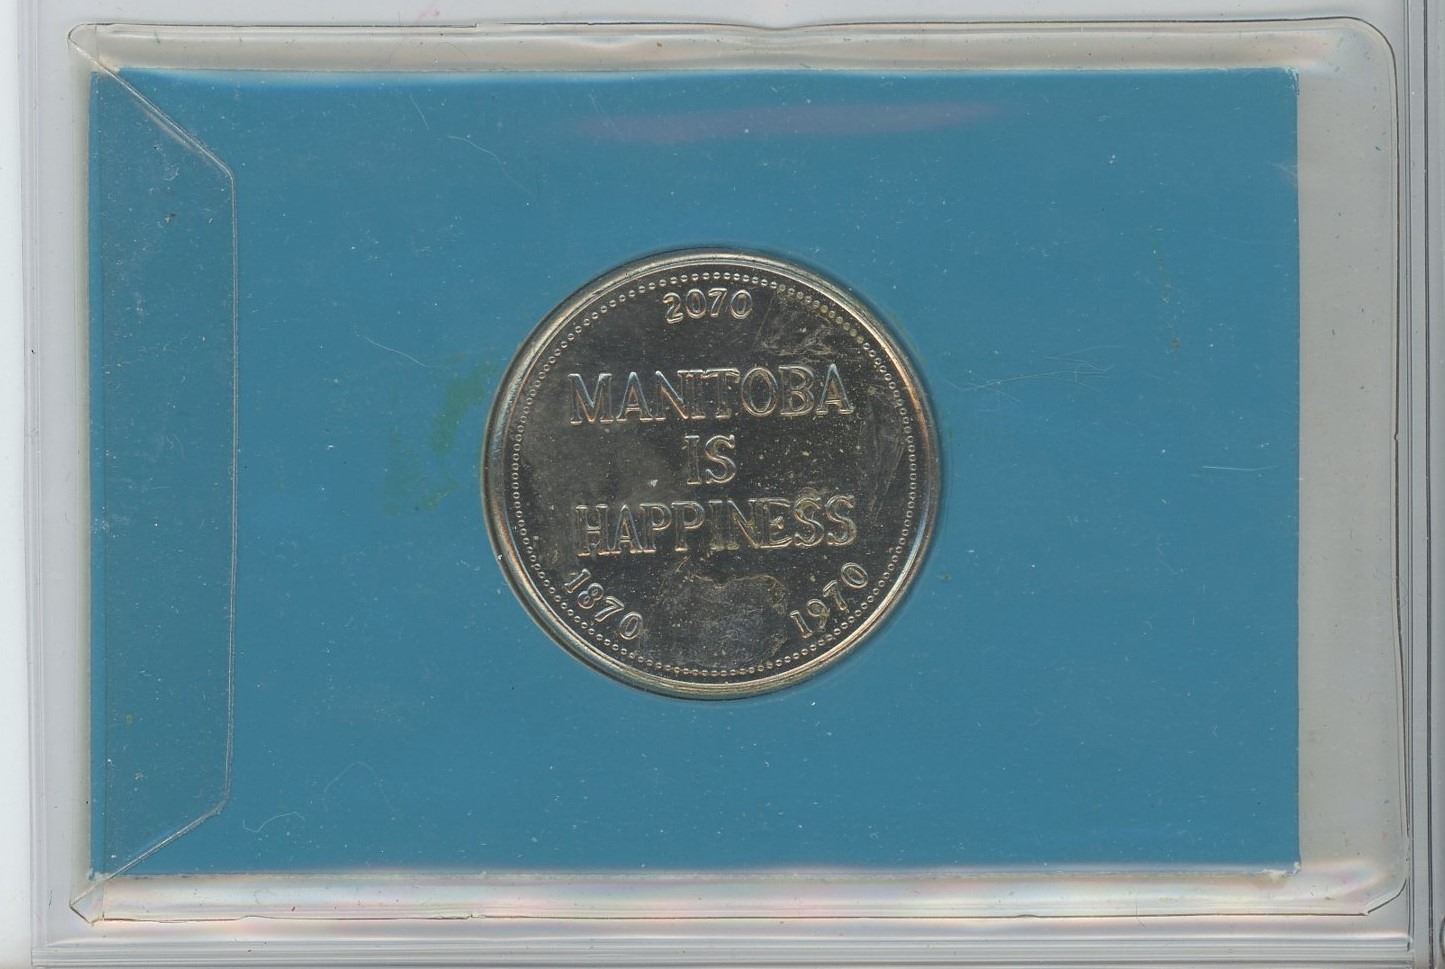 2070
MANITOBA
IS
HAPPINESS
1870 1970